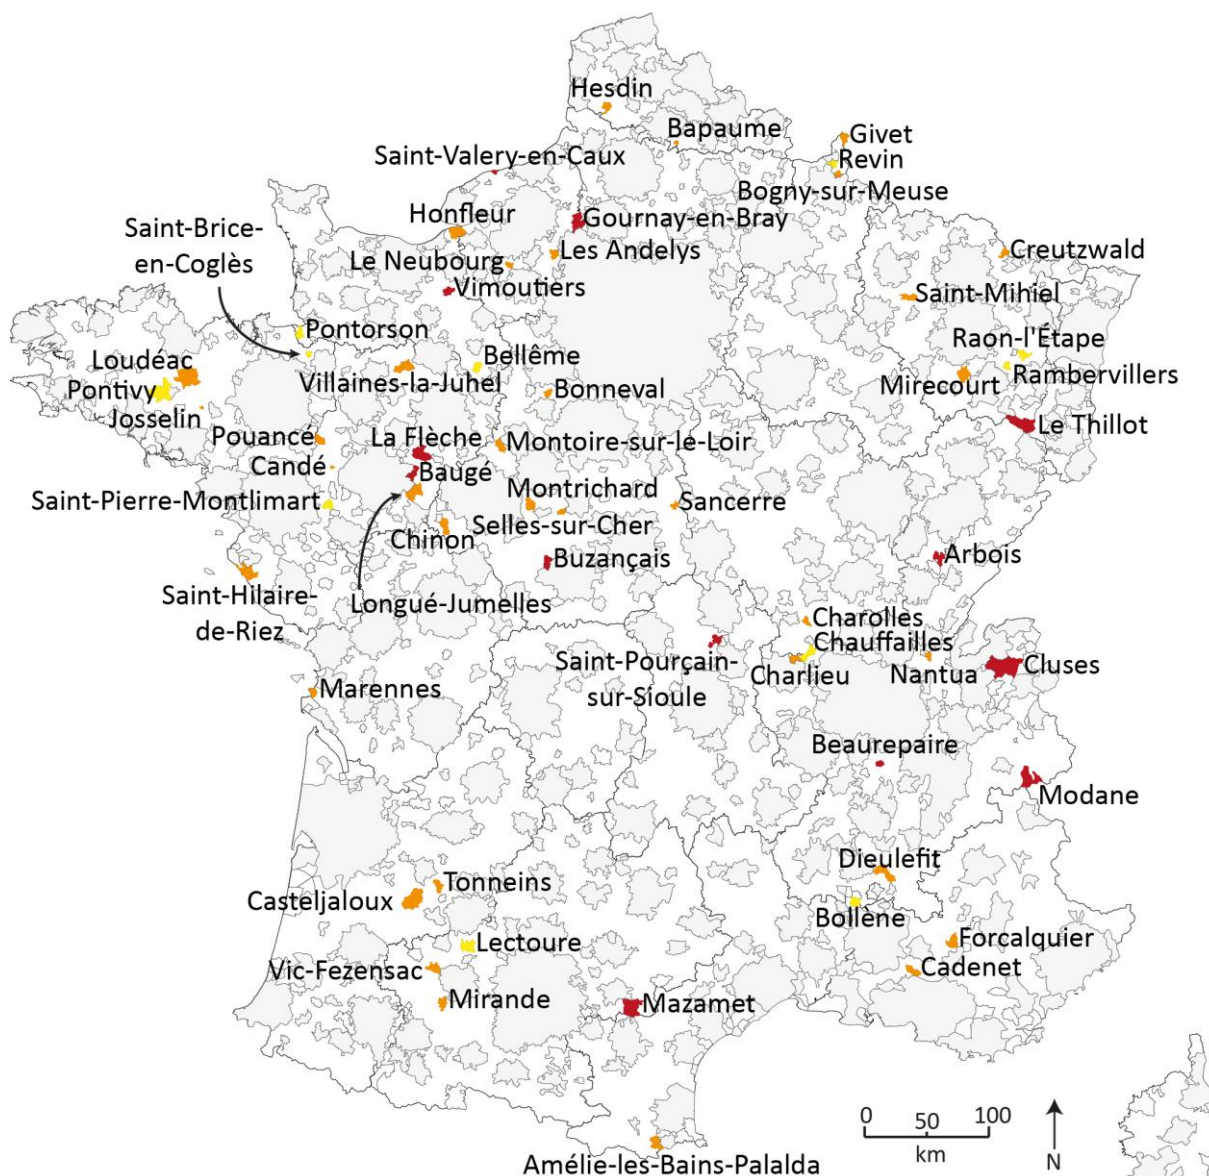 Hesdin
Bapaume
Givet
Revin
Bogny-sur-Meuse
Saint-Valery-en-Caux
Honfleur
Gournay-en-Bray
Saint-Brice-
en-Coglès
Le Neubourg
Les Andelys
Creutzwald
Vimoutiers
Saint-Mihiel
Pontorson
Raon-l'Étape
Loudéac
Bellême
Villaines-la-Juhel
Mirecourt
Rambervillers
Pontivy
Bonneval
Josselin
Le Thillot
Pouancé
La Flèche
Montoire-sur-le-Loir
Candé
Baugé
Saint-Pierre-Montlimart
Montrichard
Sancerre
Selles-sur-Cher
Chinon
Buzançais
Arbois
Saint-Hilaire-
de-Riez
Longué-Jumelles
Charolles
Chauffailles
Saint-Pourçain-
sur-Sioule
Charlieu
Nantua
Cluses
Marennes
Beaurepaire
Modane
Dieulefit
Tonneins
Casteljaloux
Bollène
Lectoure
Forcalquier
Vic-Fezensac
Cadenet
Mirande
Mazamet
0 50 100
km
N
Amélie-les-Bains-Palalda